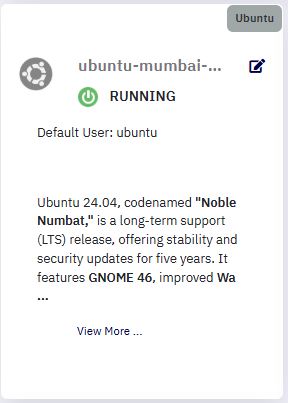 Ubuntu
ubuntu-mumbai-...
RUNNING
Default User: ubuntu
Ubuntu 24.04, codenamed "Noble
Numbat," is a long-term support
(LTS) release, offering stability and
security updates for five years. It
features GNOME 46, improved Wa
...
View More ...